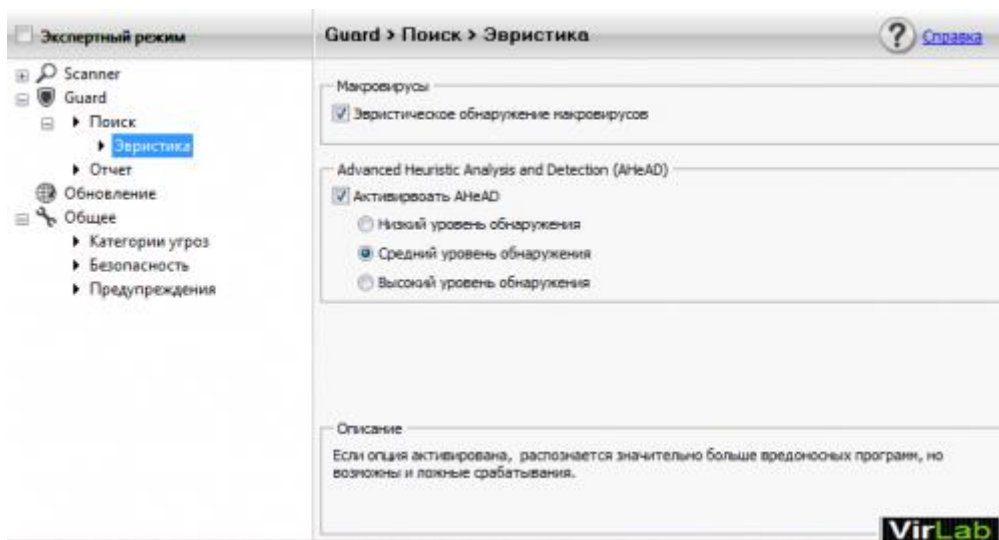 Экспертный режим
Guard > Поиск > Эвристика
? Справка
Scanner
Guard
Поиск
Эвристика
Отчет
Обновление
Общее
Категории угроз
Безопасность
Предупреждения
Макровирусы
Эвристическое обнаружение макровирусов
Advanced Heuristic Analysis and Detection (AHeAD)
Активирвоать AHeAD
Низкий уровень обнаружения
Средний уровень обнаружения
Высокий уровень обнаружения
Описание
Если опция активирована, распознается значительно больше вредоносных программ, но
возможны и ложные срабатывания.
VirLab